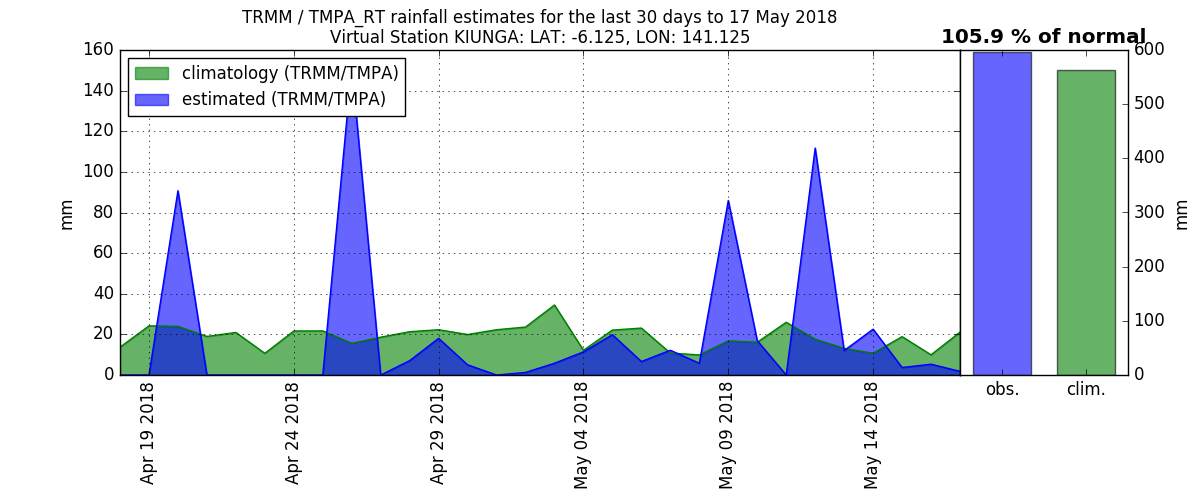 TRMM / TMPA_RT rainfall estimates for the last 30 days to 17 May 2018
Virtual Station KIUNGA: LAT: -6.125, LON: 141.125
105.9 % of normal
climatology (TRMM/TMPA)
estimated (TRMM/TMPA)
160
140
120
100
80
60
40
20
0
mm
Apr 19 2018
Apr 24 2018
Apr 29 2018
May 04 2018
May 09 2018
May 14 2018
obs.
clim.
600
500
400
300
200
100
0
mm